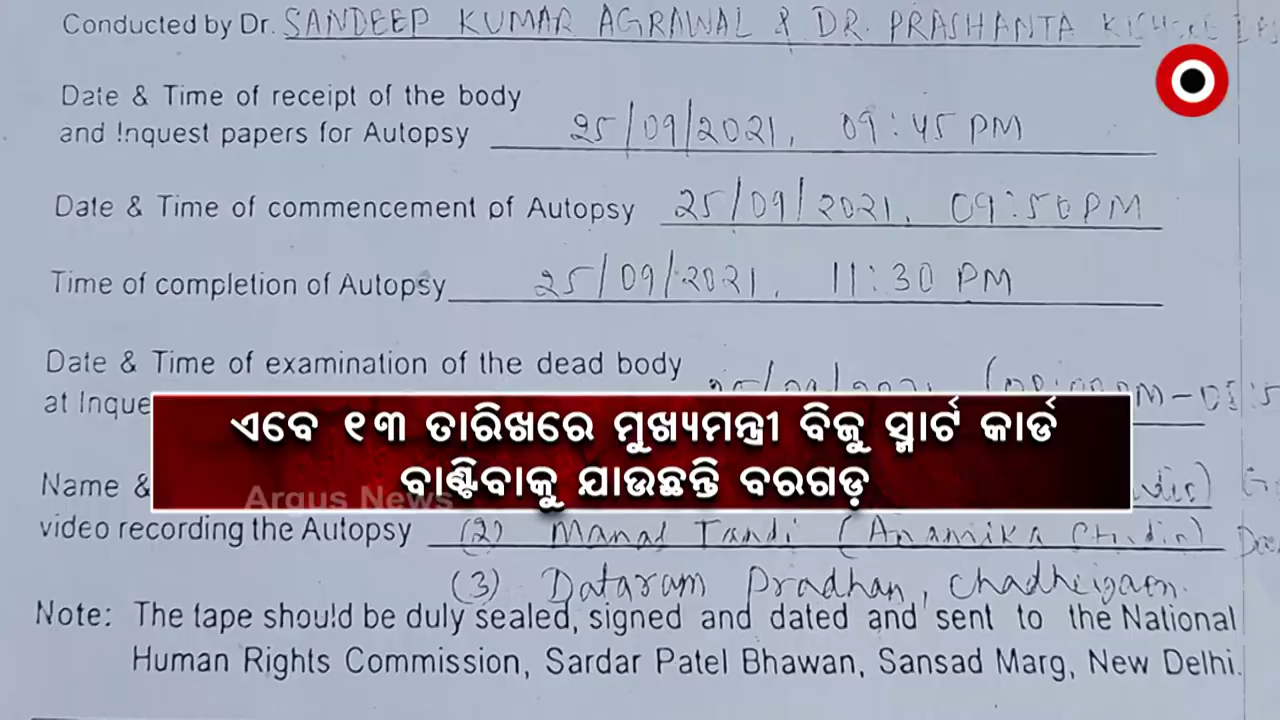 Conducted by Dr. SANDEEP KUMAR AGRAWAL & DR. PRASHANTA
Date & Time of receipt of the body
and Inquest papers for Autopsy 25/09/2021, 09:45 PM
Date & Time of commencement of Autopsy 25/09/2021, 09:50 PM
Time of completion of Autopsy 25/09/2021, 11:30 PM
Date & Time of examination of the dead body
at Inque
ଏବେ ୧୩ ତାରିଖରେ ମୁଖ୍ୟମନ୍ତ୍ରୀ ବିଜୁ ସ୍ମାର୍ଟ କାର୍ଡ
ବାଣ୍ଟିବାକୁ ଯାଉଛନ୍ତି ବରଗଡ଼
Argus News
Name &
video recording the Autopsy (2) Tandi (Anamika
(3) Dataram Pradhan,
Note: The tape should be duly sealed, signed and dated and sent to the National
Human Rights Commission, Sardar Patel Bhawan, Sansad Marg, New Delhi.